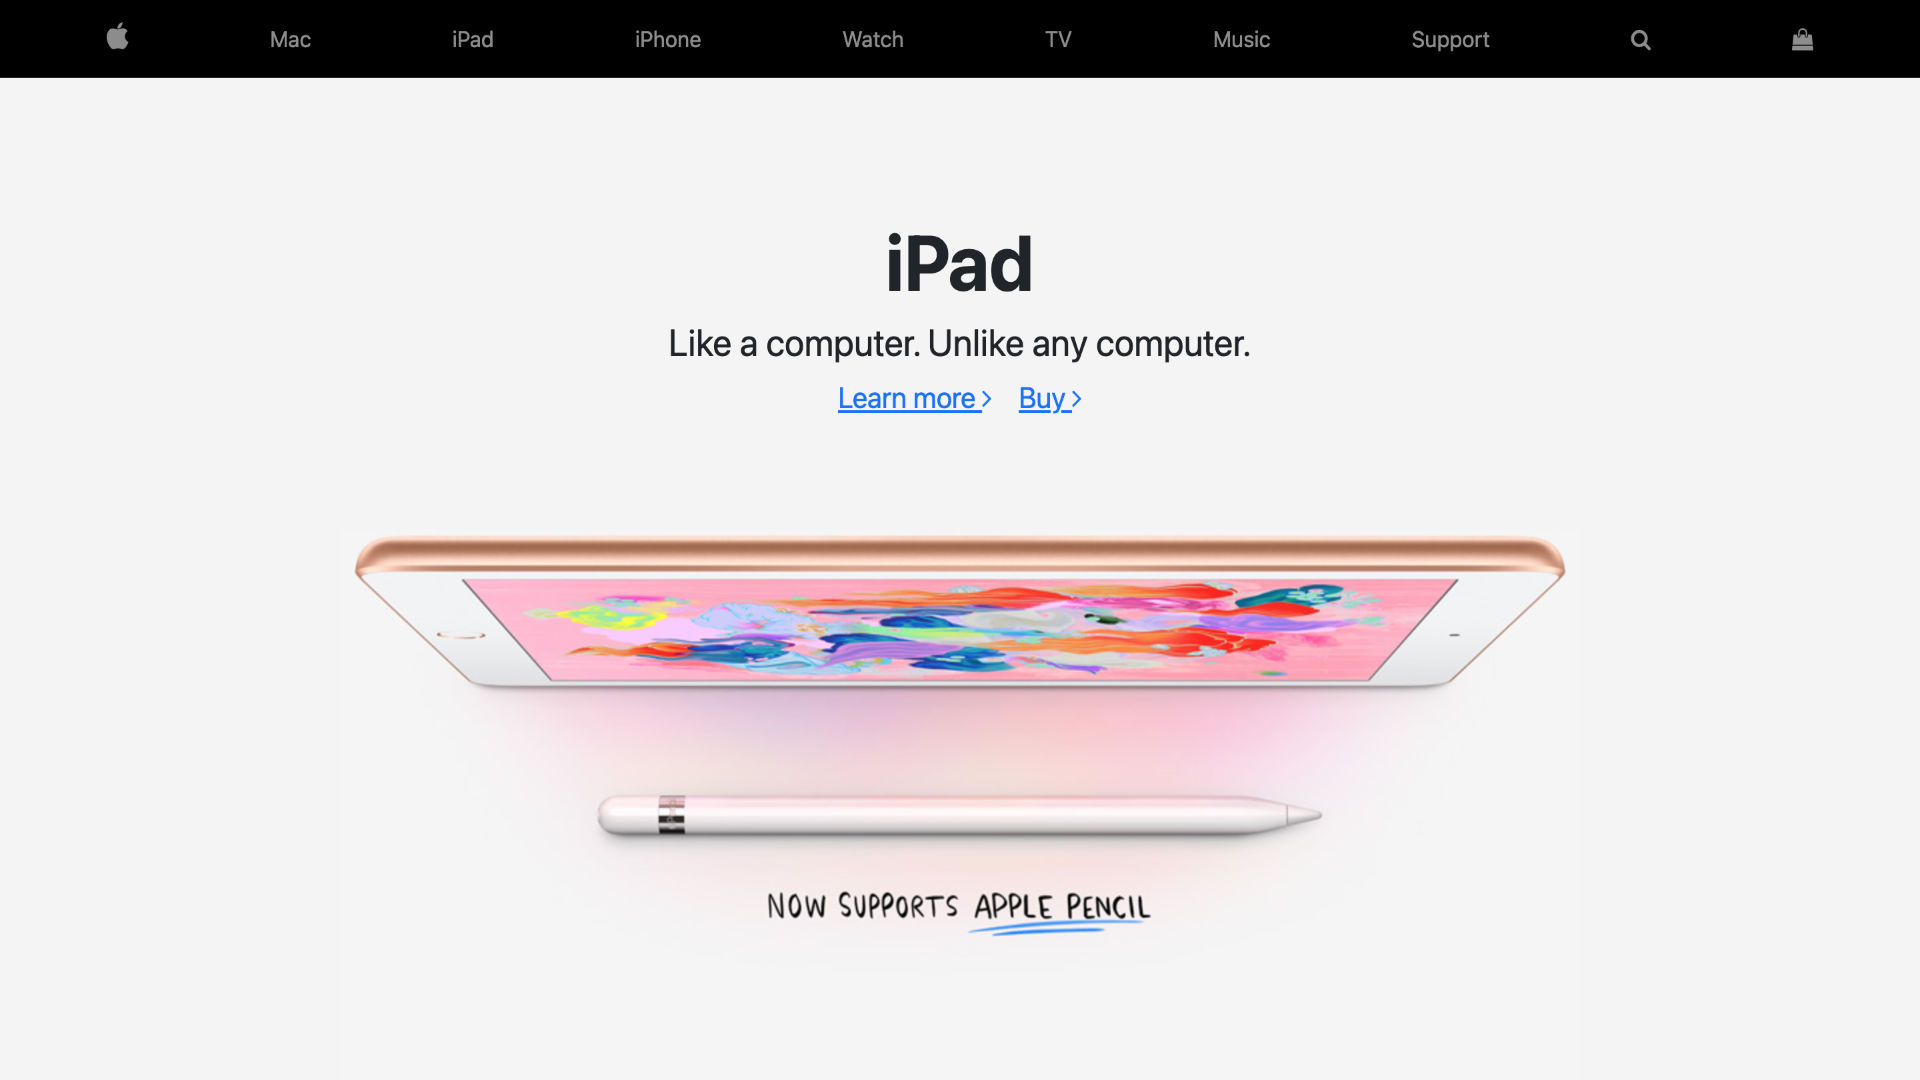 Mac iPad iPhone Watch TV Music Support
iPad
Like a computer. Unlike any computer.
Learn more > Buy >
NOW SUPPORTS APPLE PENCIL